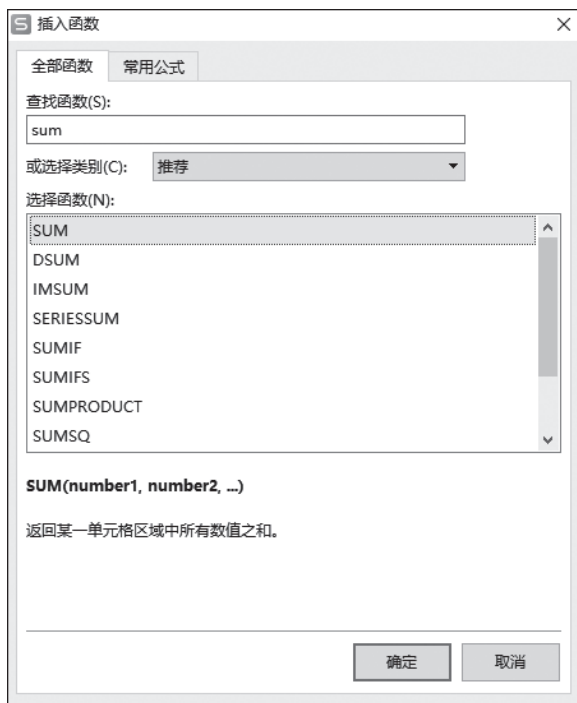 S 插入函数
全部函数 常用公式
查找函数(S):
sum
或选择类别(C): 推荐
选择函数(N):
SUM
DSUM
IMSUM
SERIESSUM
SUMIF
SUMIFS
SUMPRODUCT
SUMSQ
SUM(number1, number2, ...)
返回某一单元格区域中所有数值之和。
确定 取消